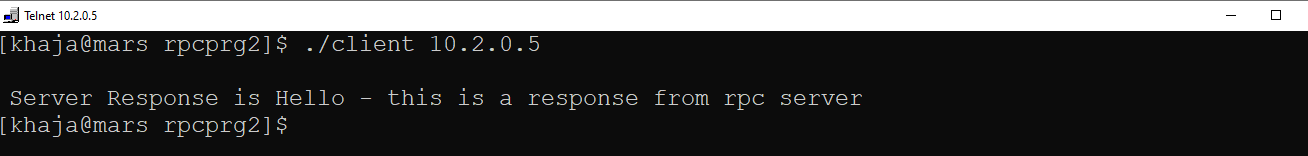 Telnet 10.2.0.5
[khaja@mars rpcprg2]$ ./client 10.2.0.5
Server Response is Hello - this is a response from rpc server
[khaja@mars rpcprg2]$